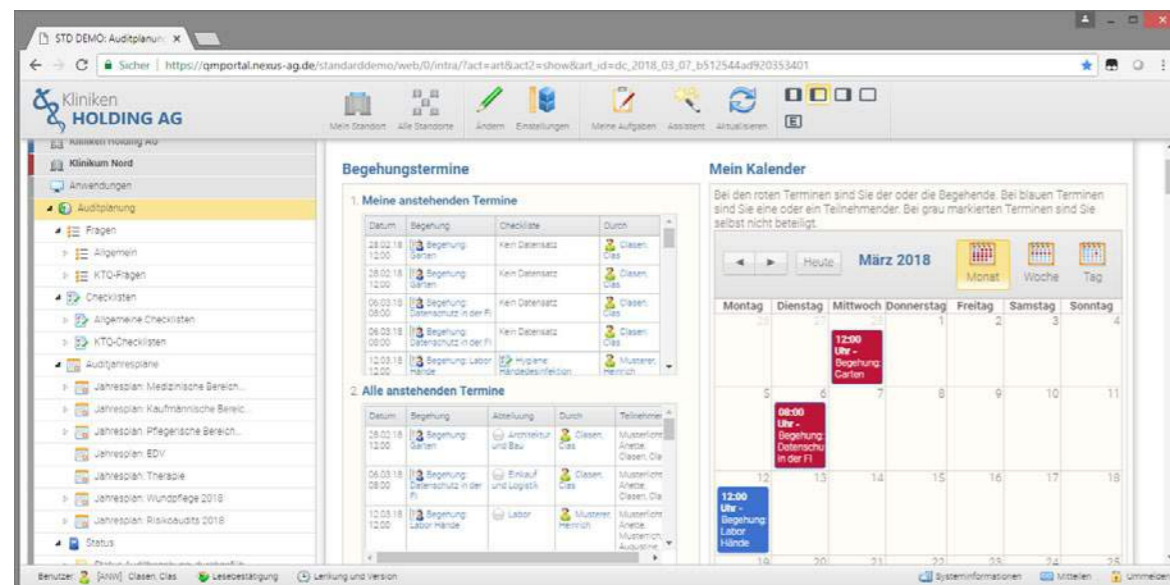 STD DEMO: Auditplanun
Sicher | https://qmportal.nexus-ag.de/standarddemo/web/0/intra/?act=art&act2=show&art_id=dc_2018_03_07_b512544ad920353401
Kliniken
HOLDING AG
Mein Standort Alle Standorte Ändern Einstellungen Meine Aufgaben Assistent Aktualisieren E
Kliniken Holding AG
Klinikum Nord
Anwendungen
Auditplanung
Fragen
Allgemein
KTQ-Fragen
Checklisten
Allgemeine Checklisten
KTQ-Checklisten
Auditjahrespläne
Jahresplan: Medizinische Bereich...
Jahresplan: Kaufmännische Bereic...
Jahresplan: Pflegerische Bereich...
Jahresplan: EDV
Jahresplan: Therapie
Jahresplan: Wundpflege 2018
Jahresplan: Risikoaudits 2018
Status
Begehungstermine
1. Meine anstehenden Termine
Datum Begehung Checkliste Durch
28.02.18 Begehung: Kein Datensatz Clasen,
12:00 Garten Clas
28.02.18 Begehung: Kein Datensatz Clasen,
12:00 Garten Clas
06.03.18 Begehung: Kein Datensatz Clasen,
08:00 Datenschutz in der FI Clas
06.03.18 Begehung: Kein Datensatz Clasen,
08:00 Datenschutz in der FI Clas
12.03.18 Begehung: Labor Hygiene: Musterer,
12:00 Hände Händedesinfektion Heinrich
2. Alle anstehenden Termine
Datum Begehung Abteilung Durch Teilnehmer
28.02.18 Begehung: Architektur Clasen, Musterlicht
12:00 Garten und Bau Clas Anette,
Clasen, Cla
06.03.18 Begehung: Einkauf Clasen, Musterlicht
08:00 Datenschutz in der und Logistik Clas Anette,
FI Clasen, Cla
12.03.18 Begehung: Labor Musterer, Musterlicht
12:00 Labor Hände Heinrich Anette,
Augustine,
Mein Kalender
Bei den roten Terminen sind Sie der oder die Begehende. Bei blauen Terminen
sind Sie eine oder ein Teilnehmender. Bei grau markierten Terminen sind Sie
selbst nicht beteiligt.
Heute März 2018 Monat Woche Tag
Montag Dienstag Mittwoch Donnerstag Freitag Samstag Sonntag
26 27 28 1 2 3 4
12:00
Uhr -
Begehung:
Garten
5 6 7 8 9 10 11
08:00
Uhr -
Begehung:
Datenschu
in der FI
12 13 14 15 16 17 18
12:00
Uhr -
Begehung:
Labor
Hände
19 20 21 22 23 24 25
Benutzer: [ANW] Clasen, Clas Lesebestätigung Lenkung und Version Systeminformationen Mitteilen Ummelden